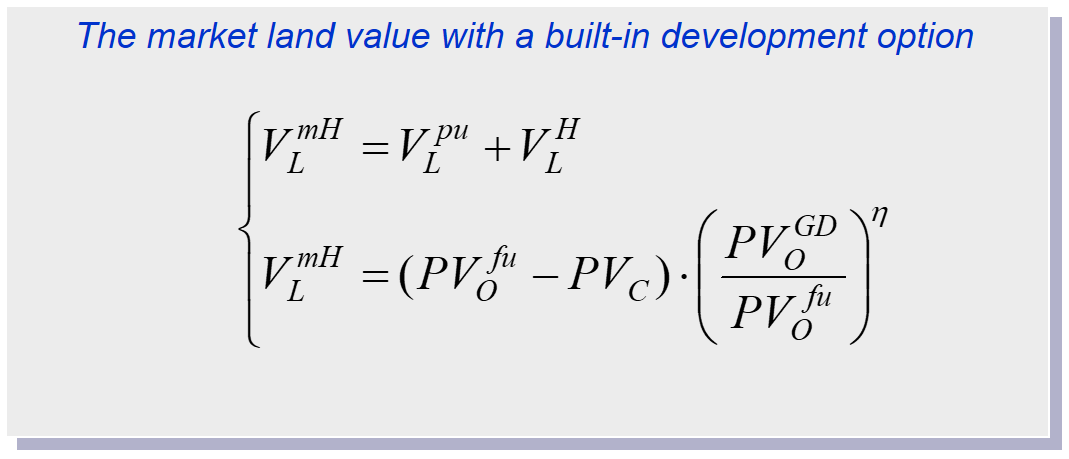 The market land value with a built-in development option
V_L^{mH} = V_L^{pu} + V_L^{H}
V_L^{mH} = (PV_O^{fu} − PV_C) · (PV_O^{GD} / PV_O^{fu})^η